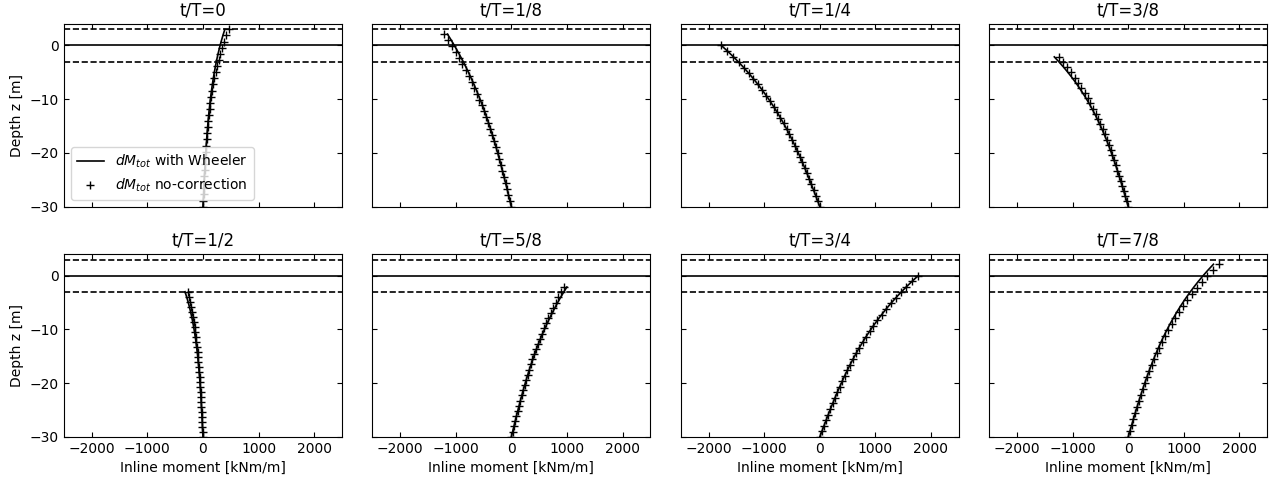 t/T=0 t/T=1/8 t/T=1/4 t/T=3/8
Depth z [m]
0
−10
−20
−30
dM_tot with Wheeler
dM_tot no-correction
t/T=1/2 t/T=5/8 t/T=3/4 t/T=7/8
Depth z [m]
0
−10
−20
−30
−2000 −1000 0 1000 2000 −2000 −1000 0 1000 2000 −2000 −1000 0 1000 2000 −2000 −1000 0 1000 2000
Inline moment [kNm/m] Inline moment [kNm/m] Inline moment [kNm/m] Inline moment [kNm/m]